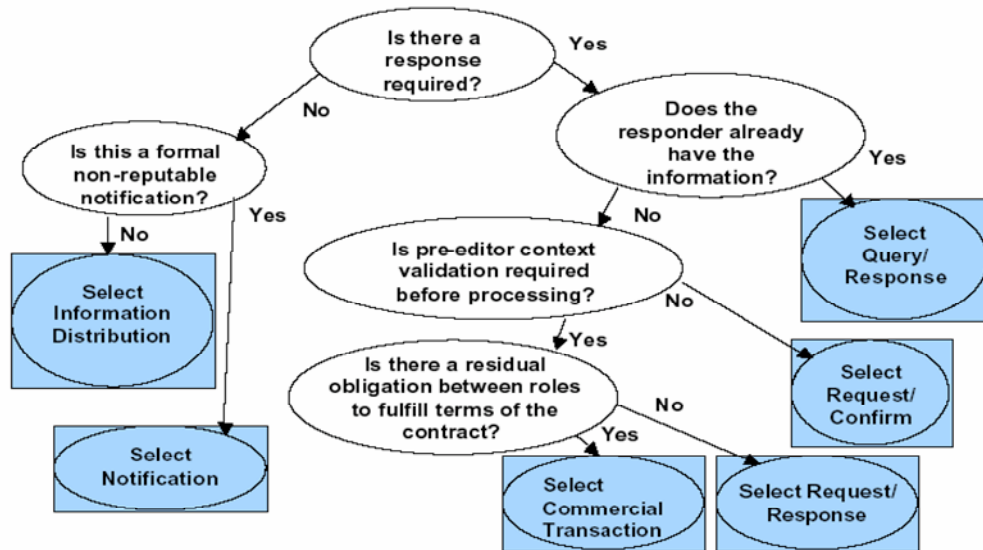 Is there a
response
required?
Yes
No
Does the
responder already
have the
information?
Is this a formal
non-reputable
notification?
Yes
No
Yes
No
Select
Query/
Response
Is pre-editor context
validation required
before processing?
Select
Information
Distribution
No
Yes
Is there a residual
obligation between roles
to fulfill terms of the
contract?
Select
Request/
Confirm
No
Yes
Select
Notification
Select
Commercial
Transaction
Select Request/
Response